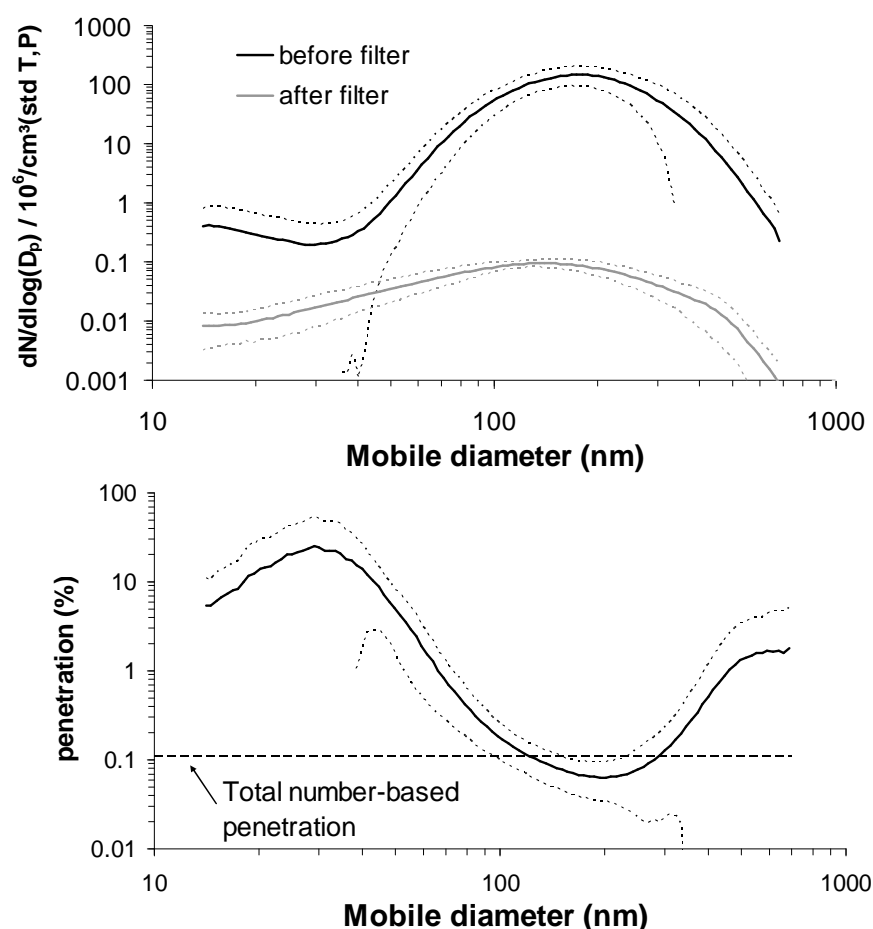 dN/dlog(Dₚ) / 10⁶/cm³(std T,P)
1000
100
10
1
0.1
0.01
0.001
before filter
after filter
10
100
1000
Mobile diameter (nm)
penetration (%)
100
10
1
0.1
0.01
Total number-based
penetration
10
100
1000
Mobile diameter (nm)